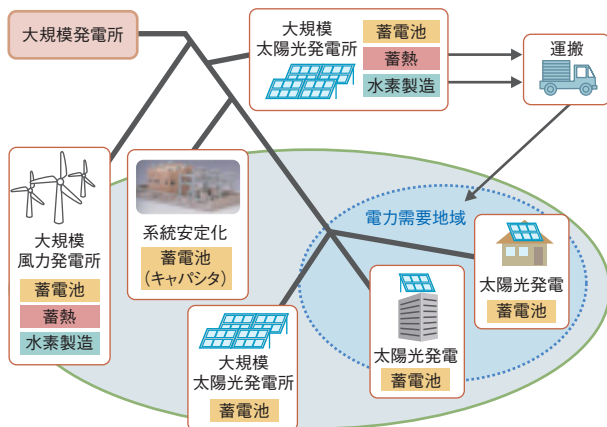 大規模発電所
大規模
太陽光発電所
蓄電池
蓄熱
水素製造
運搬
大規模
風力発電所
蓄電池
蓄熱
水素製造
系統安定化
蓄電池
(キャパシタ)
電力需要地域
太陽光発電
蓄電池
太陽光発電
蓄電池
大規模
太陽光発電所
蓄電池